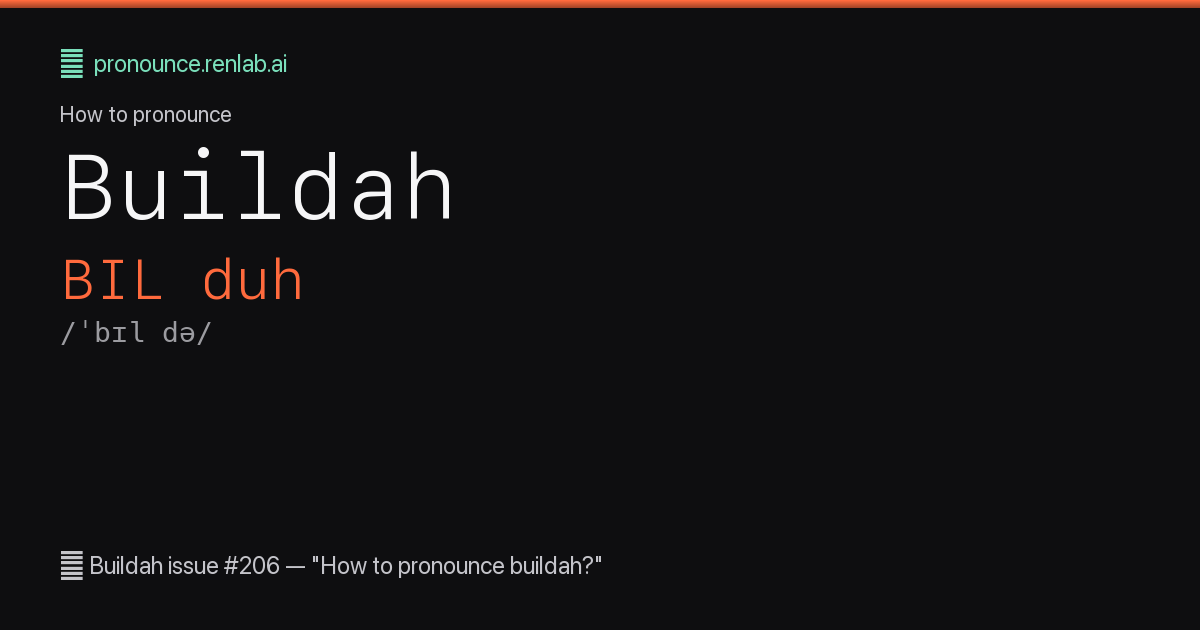 pronounce.renlab.ai
How to pronounce
Buildah
BIL duh
/ˈbɪl də/
Buildah issue #206 — "How to pronounce buildah?"